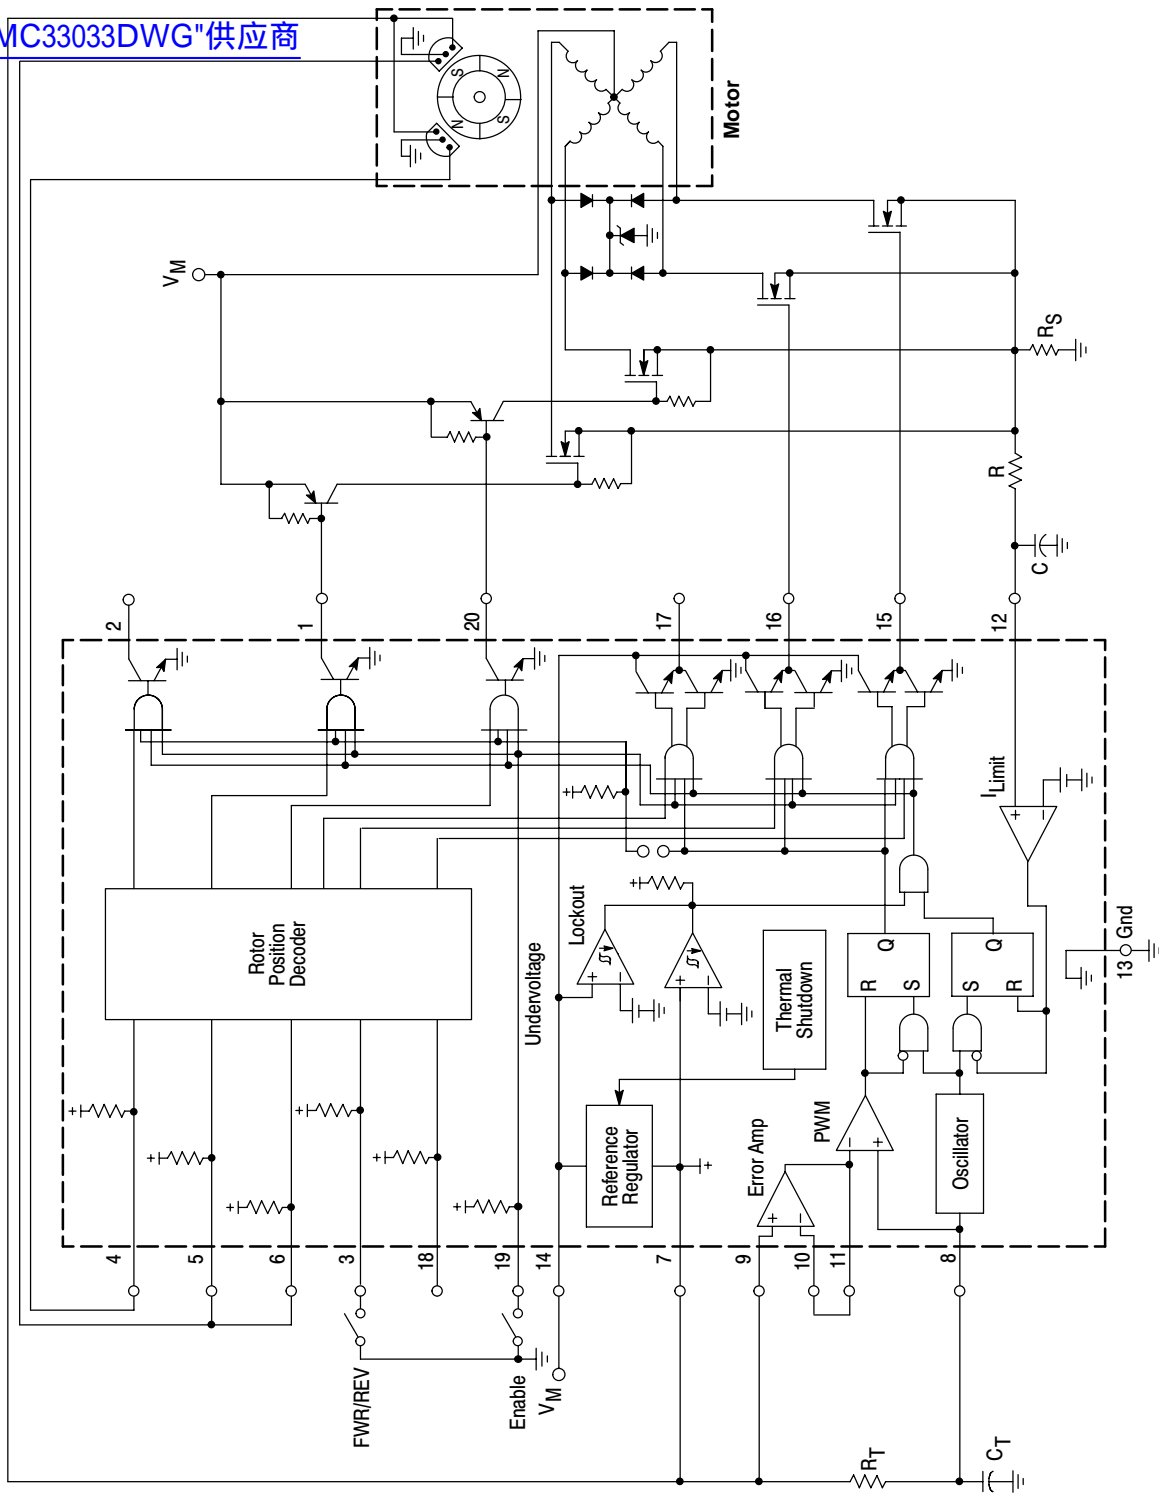 MC33033DWG"供应商
S
N
N
S
Motor
VM
RS
R
C
2
1
20
17
16
15
12
ILimit
Rotor
Position
Decoder
Undervoltage
Lockout
Thermal
Shutdown
Reference
Regulator
Error Amp
PWM
Oscillator
R
Q
S
S
Q
R
13 Gnd
4
5
6
3
18
19
14
7
9
10
11
8
FWR/REV
Enable
VM
RT
CT